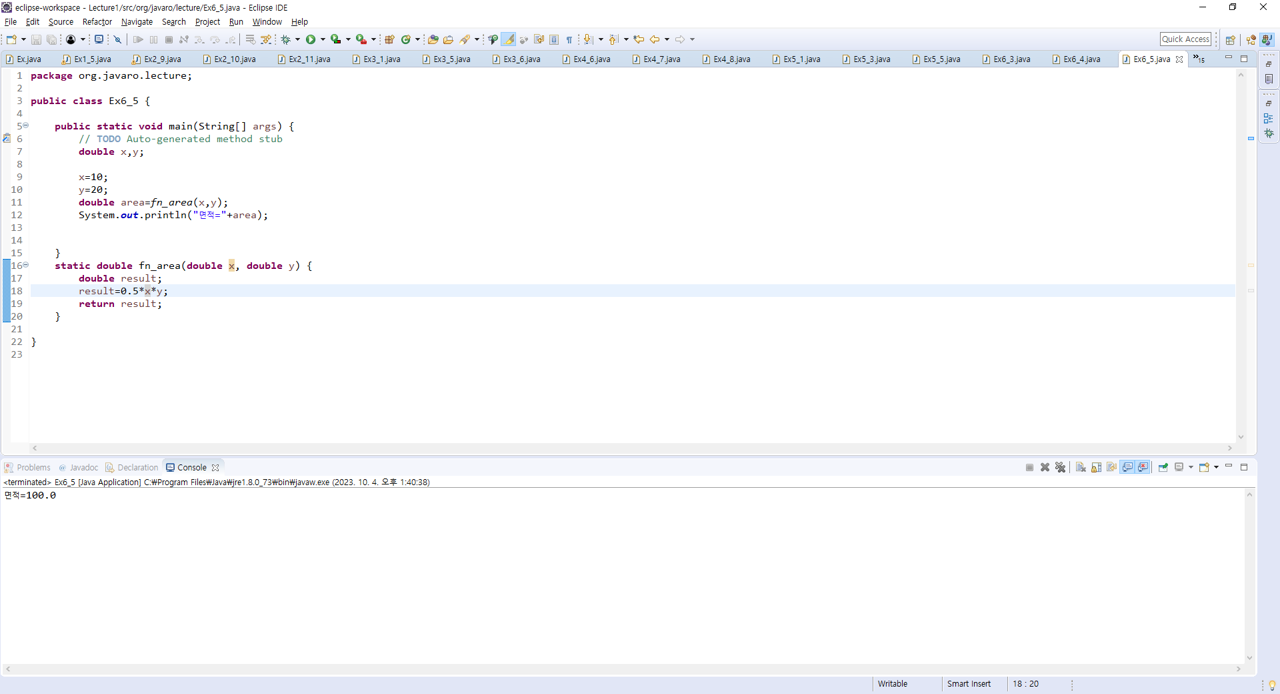 eclipse-workspace - Lecture1/src/org/javaro/lecture/Ex6_5.java - Eclipse IDE
File Edit Source Refactor Navigate Search Project Run Window Help
Quick Access
Ex.java Ex1_5.java Ex2_9.java Ex2_10.java Ex2_11.java Ex3_1.java Ex3_5.java Ex3_6.java Ex4_6.java Ex4_7.java Ex4_8.java Ex5_1.java Ex5_3.java Ex5_5.java Ex6_3.java Ex6_4.java Ex6_5.java »15
1 package org.javaro.lecture;
2
3 public class Ex6_5 {
4
5 public static void main(String[] args) {
6 // TODO Auto-generated method stub
7 double x,y;
8
9 x=10;
10 y=20;
11 double area=fn_area(x,y);
12 System.out.println("면적="+area);
13
14
15 }
16 static double fn_area(double x, double y) {
17 double result;
18 result=0.5*x*y;
19 return result;
20 }
21
22 }
23
Problems @ Javadoc Declaration Console
<terminated> Ex6_5 [Java Application] C:₩Program Files₩Java₩jre1.8.0_73₩bin₩javaw.exe (2023. 10. 4. 오후 1:40:38)
면적=100.0
Writable Smart Insert 18 : 20